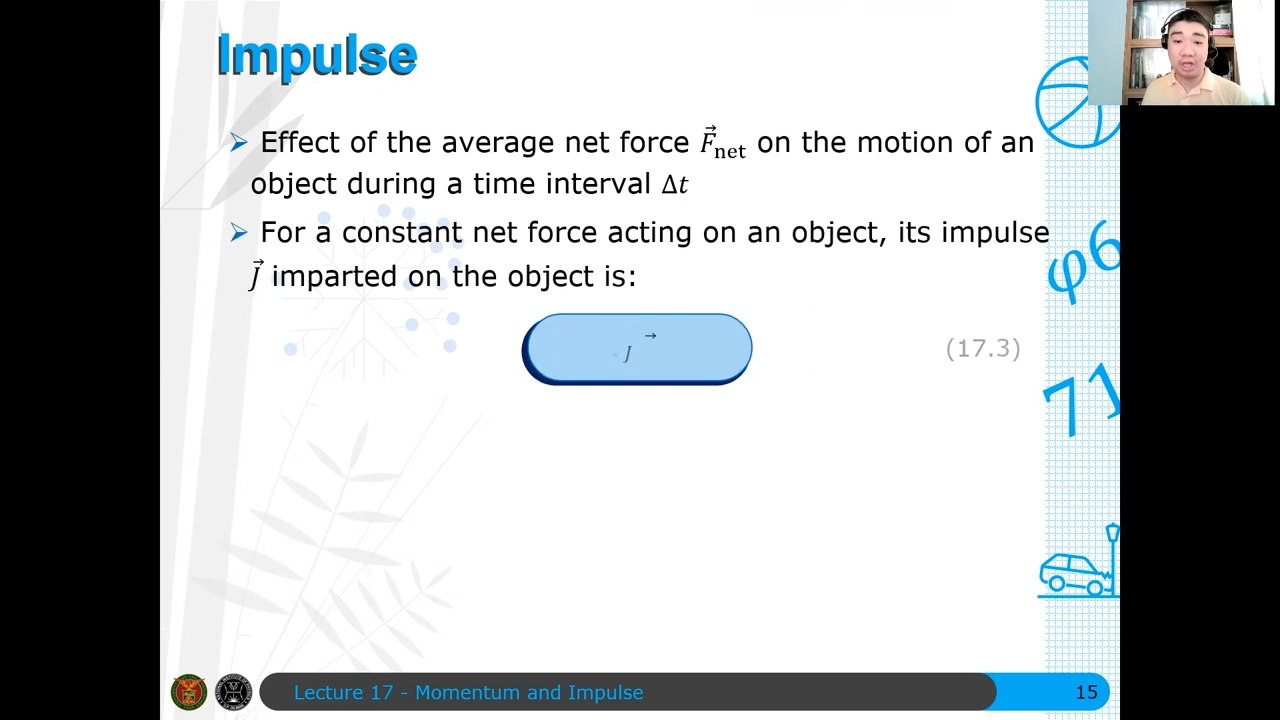 Impulse
➢ Effect of the average net force F⃗net on the motion of an
object during a time interval Δt
➢ For a constant net force acting on an object, its impulse
J⃗ imparted on the object is:
J⃗
(17.3)
φ6
71
Lecture 17 - Momentum and Impulse
15